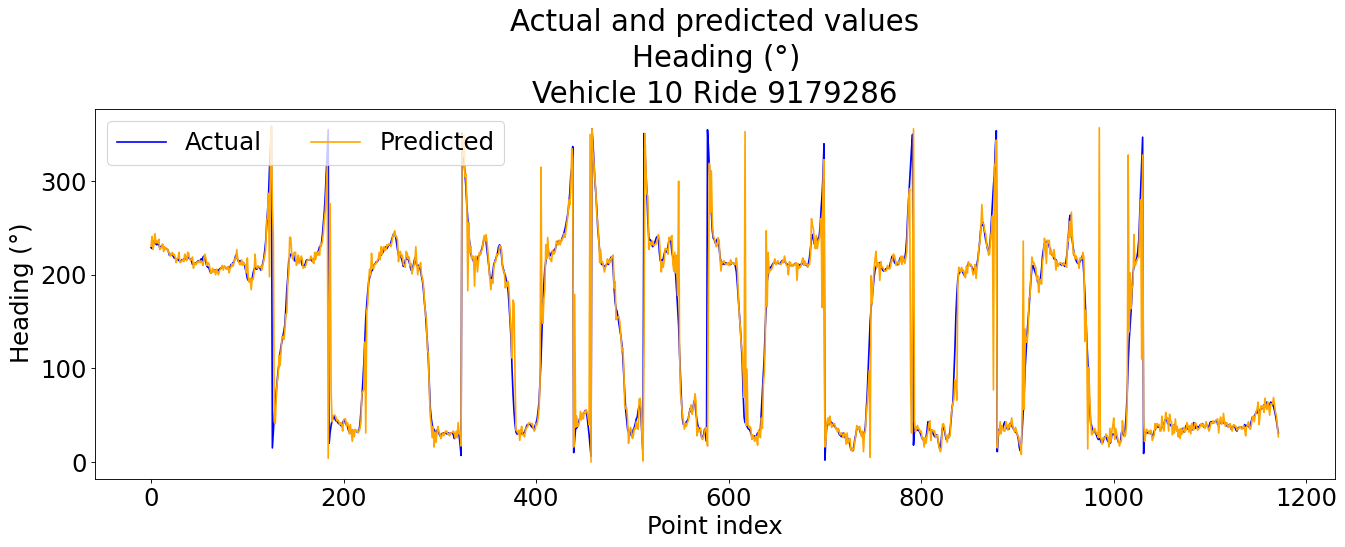 Actual and predicted values
Heading (°)
Vehicle 10 Ride 9179286
Actual Predicted
Heading (°)
300
200
100
0
0 200 400 600 800 1000 1200
Point index